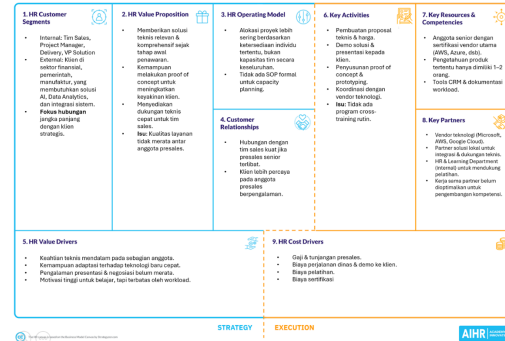 1. HR Customer
Segments
• Internal: Tim Sales,
Project Manager,
Delivery, VP Solution
• External: Klien di
sektor finansial,
pemerintah,
manufaktur, yang
membutuhkan solusi
AI, Data Analytics,
dan integrasi sistem.
• Fokus hubungan
jangka panjang
dengan klien
strategis.
2. HR Value Proposition
• Memberikan solusi
teknis relevan &
komprehensif sejak
tahap awal
penawaran.
• Kemampuan
melakukan proof of
concept untuk
meningkatkan
keyakinan klien.
• Menyediakan
dukungan teknis
cepat untuk tim
sales.
• Isu: Kualitas layanan
tidak merata antar
anggota presales.
3. HR Operating Model
• Alokasi proyek lebih
sering berdasarkan
ketersediaan individu
tertentu, bukan
kapasitas tim secara
keseluruhan.
• Tidak ada SOP formal
untuk capacity
planning.
4. Customer
Relationships
• Hubungan dengan
tim sales kuat jika
presales senior
terlibat.
• Klien lebih percaya
pada anggota
presales
berpengalaman.
6. Key Activities
• Pembuatan proposal
teknis & harga.
• Demo solusi &
presentasi kepada
klien.
• Penyusunan proof of
concept &
prototyping.
• Koordinasi dengan
vendor teknologi.
• Isu: Tidak ada
program cross-
training rutin.
7. Key Resources &
Competencies
• Anggota senior dengan
sertifikasi vendor utama
(AWS, Azure, dsb).
• Pengetahuan produk
tertentu hanya dimiliki 1–2
orang.
• Tools CRM & dokumentasi
workload.
8. Key Partners
• Vendor teknologi (Microsoft,
AWS, Google Cloud).
• Partner solusi lokal untuk
integrasi & dukungan teknis.
• HR & Learning Department
(internal) untuk mendukung
pelatihan.
• Kerja sama partner belum
dioptimalkan untuk
pengembangan kompetensi.
5. HR Value Drivers
• Keahlian teknis mendalam pada sebagian anggota.
• Kemampuan adaptasi terhadap teknologi baru cepat.
• Pengalaman presentasi & negosiasi belum merata.
• Motivasi tinggi untuk belajar, tapi terbatas oleh workload.
9. HR Cost Drivers
• Gaji & tunjangan presales.
• Biaya perjalanan dinas & demo ke klien.
• Biaya pelatihan.
• Biaya sertifikasi
STRATEGY
EXECUTION
AIHR